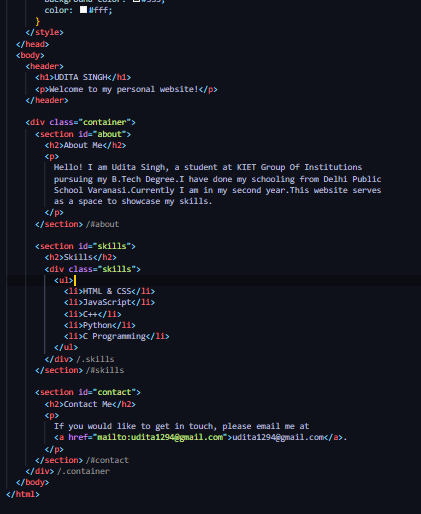 background-color: #333;
color: #fff;
}
</style>
</head>
<body>
<header>
<h1>UDITA SINGH</h1>
<p>Welcome to my personal website!</p>
</header>
<div class="container">
<section id="about">
<h2>About Me</h2>
<p>
Hello! I am Udita Singh, a student at KIET Group Of Institutions
pursuing my B.Tech Degree.I have done my schooling from Delhi Public
School Varanasi.Currently I am in my second year.This website serves
as a space to showcase my skills.
</p>
</section> /#about
<section id="skills">
<h2>Skills</h2>
<div class="skills">
<ul>
<li>HTML & CSS</li>
<li>JavaScript</li>
<li>C++</li>
<li>Python</li>
<li>C Programming</li>
</ul>
</div> /.skills
</section> /#skills
<section id="contact">
<h2>Contact Me</h2>
<p>
If you would like to get in touch, please email me at
<a href="mailto:udita1294@gmail.com">udita1294@gmail.com</a>.
</p>
</section> /#contact
</div> /.container
</body>
</html>